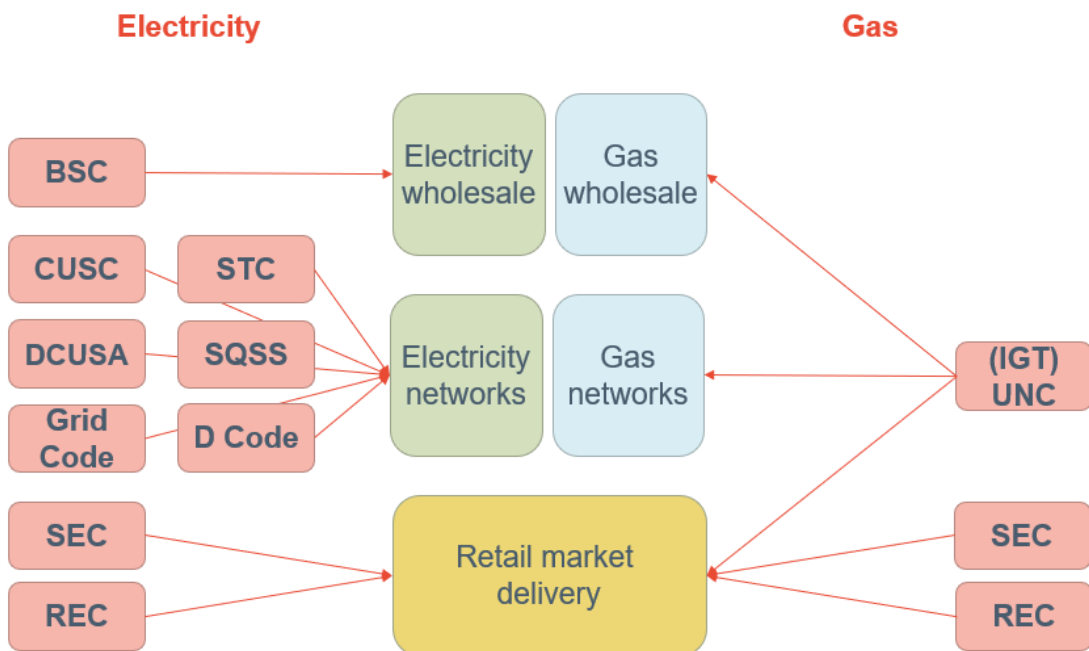 Electricity
Gas
BSC
Electricity
wholesale
Gas
wholesale
CUSC
STC
DCUSA
SQSS
Grid
Code
D Code
Electricity
networks
Gas
networks
(IGT)
UNC
SEC
REC
Retail market
delivery
SEC
REC